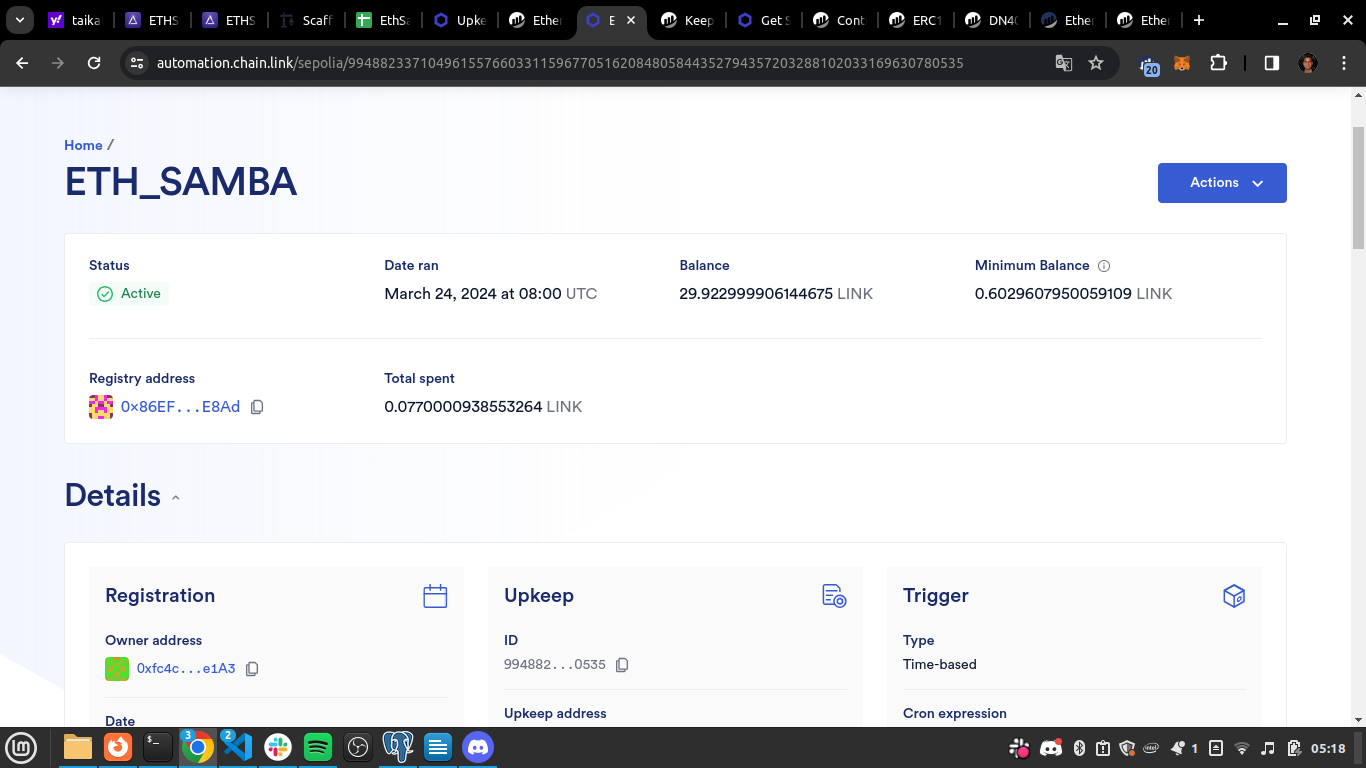 taika
ETHS
ETHS
Scaff
EthSa
Upke
Ether
E
Keep
Get S
Cont
ERC1
DN40
Ether
Ether
automation.chain.link/sepolia/99488233710496155766033115967705162084805844352794357203288102033169630780535
20
Home /
ETH_SAMBA
Actions
Status
Date ran
Balance
Minimum Balance
Active
March 24, 2024 at 08:00 UTC
29.922999906144675 LINK
0.6029607950059109 LINK
Registry address
Total spent
0x86EF...E8Ad
0.0770000938553264 LINK
Details
Registration
Upkeep
Trigger
Owner address
ID
Type
0xfc4c...e1A3
994882...0535
Time-based
Date
Upkeep address
Cron expression
3
2
1
05:18